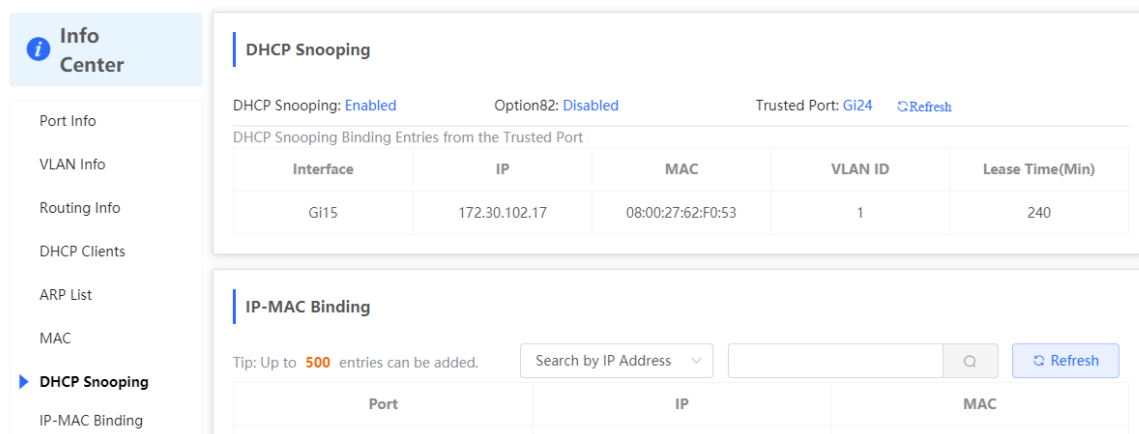 Info
Center
Port Info
VLAN Info
Routing Info
DHCP Clients
ARP List
MAC
DHCP Snooping
IP-MAC Binding
DHCP Snooping
DHCP Snooping: Enabled Option82: Disabled Trusted Port: Gi24 Refresh
DHCP Snooping Binding Entries from the Trusted Port
Interface IP MAC VLAN ID Lease Time(Min)
Gi15 172.30.102.17 08:00:27:62:F0:53 1 240
IP-MAC Binding
Tip: Up to 500 entries can be added. Search by IP Address Refresh
Port IP MAC